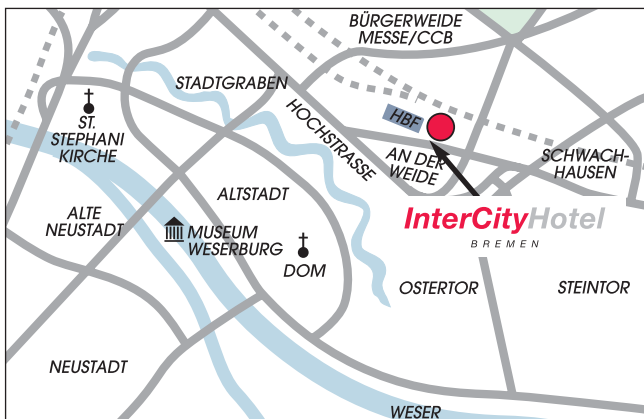 BÜRGERWEIDE
MESSE/CCB
STADTGRABEN
HOCHSTRASSE
HBF
ST.
STEPHANI
KIRCHE
AN DER
WEIDE
SCHWACH-
HAUSEN
ALTSTADT
ALTE
NEUSTADT
InterCityHotel
BREMEN
MUSEUM
WESERBURG
DOM
OSTERTOR
STEINTOR
NEUSTADT
WESER